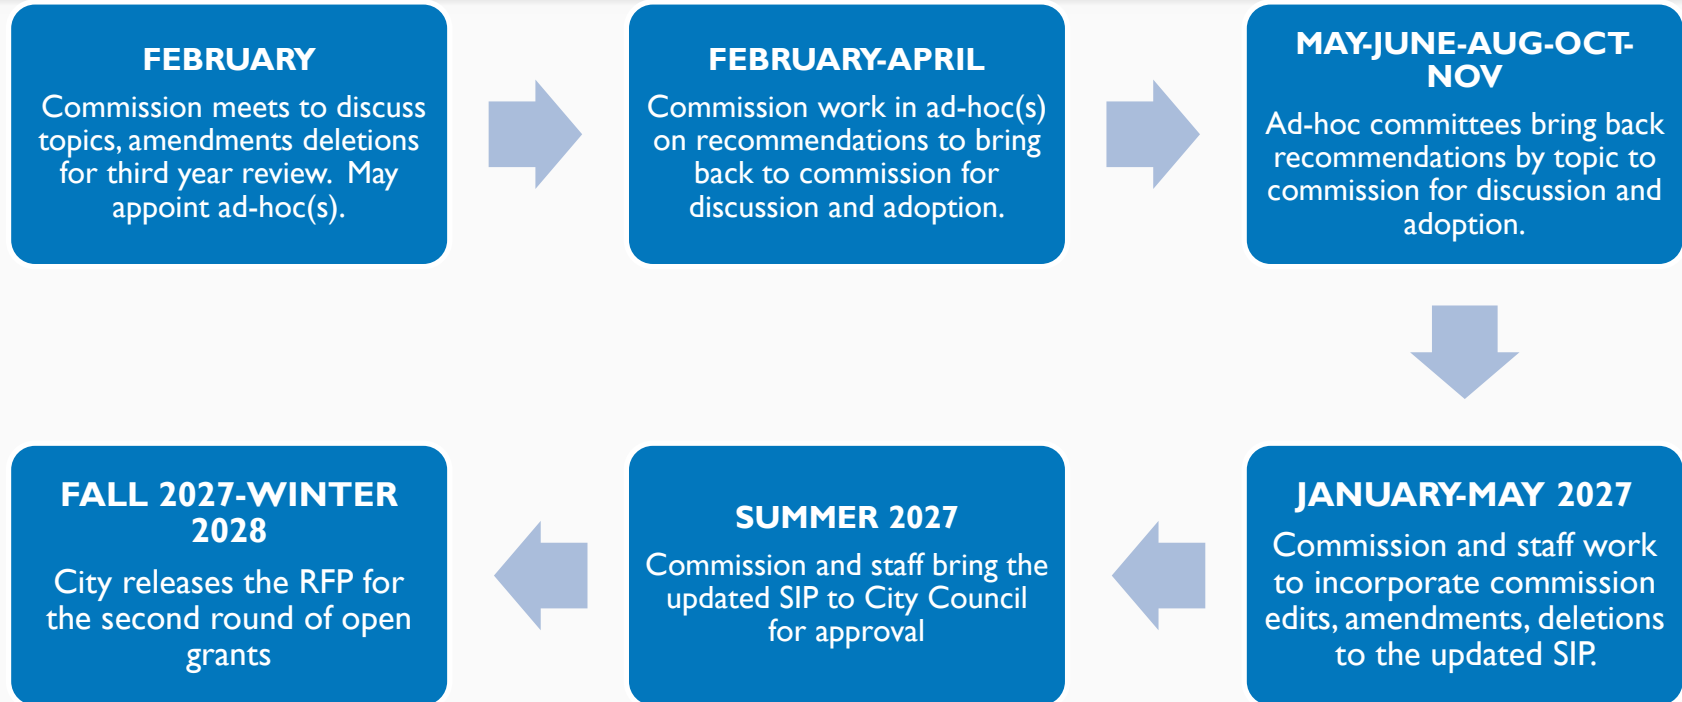 FEBRUARY
Commission meets to discuss
topics, amendments deletions
for third year review. May
appoint ad-hoc(s).
FEBRUARY-APRIL
Commission work in ad-hoc(s)
on recommendations to bring
back to commission for
discussion and adoption.
MAY-JUNE-AUG-OCT-
NOV
Ad-hoc committees bring back
recommendations by topic to
commission for discussion and
adoption.
JANUARY-MAY 2027
Commission and staff work
to incorporate commission
edits, amendments, deletions
to the updated SIP.
SUMMER 2027
Commission and staff bring the
updated SIP to City Council
for approval
FALL 2027-WINTER
2028
City releases the RFP for
the second round of open
grants